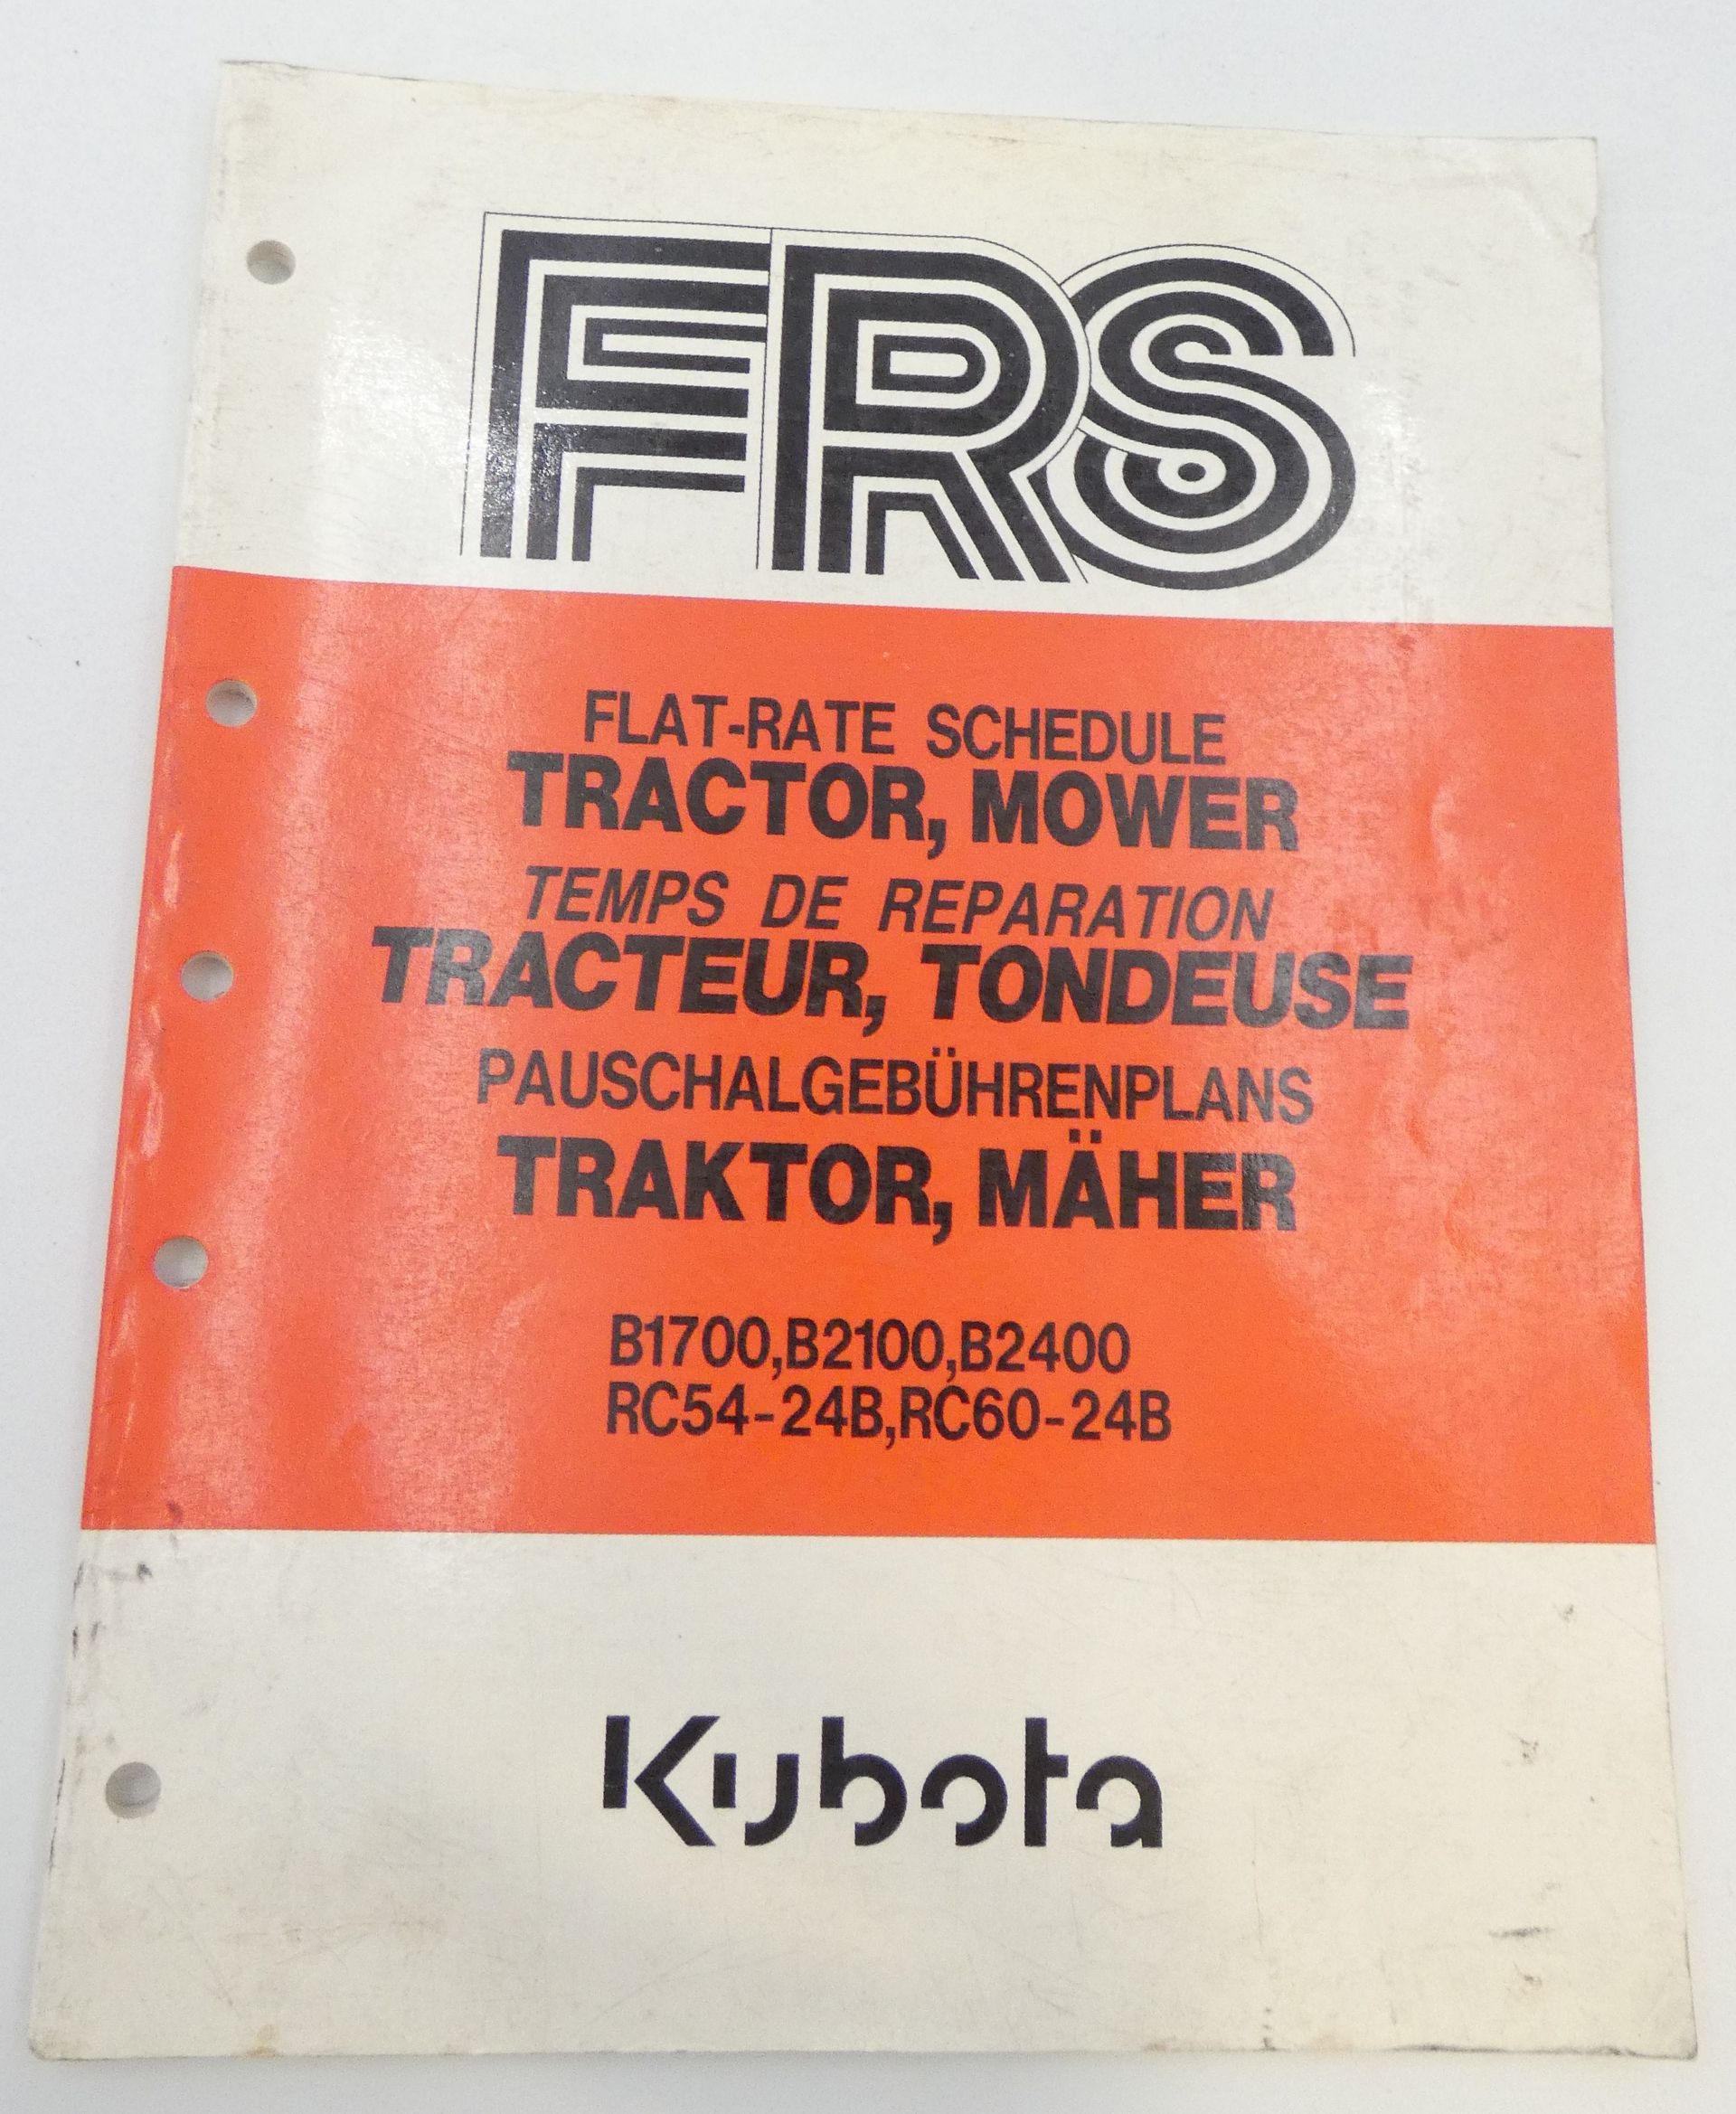 FRS
FLAT-RATE SCHEDULE
TRACTOR, MOWER
TEMPS DE REPARATION
TRACTEUR, TONDEUSE
PAUSCHALGEBÜHRENPLANS
TRAKTOR, MÄHER
B1700,B2100,B2400
RC54-24B,RC60-24B
Kubota